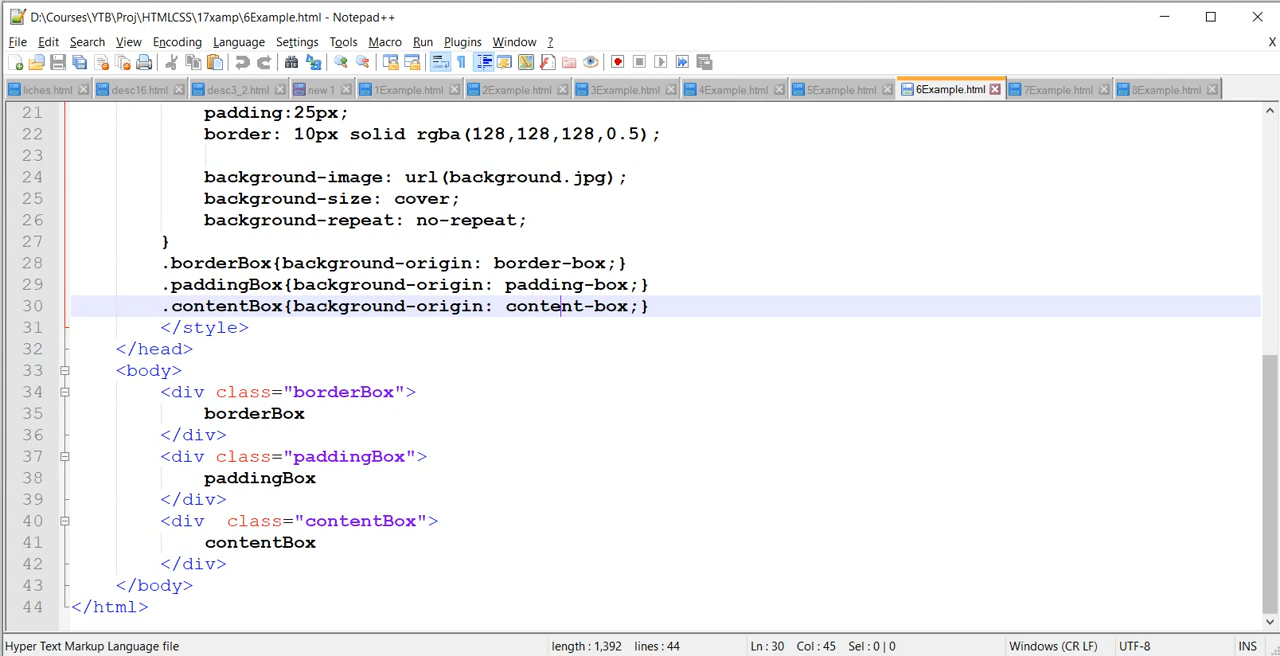 D:\Courses\YTB\Proj\HTMLCSS\17xamp\6Example.html - Notepad++
File Edit Search View Encoding Language Settings Tools Macro Run Plugins Window ? X
liches.html desc16.html desc3_2.html new 1 1Example.html 2Example.html 3Example.html 4Example.html 5Example.html 6Example.html 7Example.html 8Example.html
21 padding:25px;
22 border: 10px solid rgba(128,128,128,0.5);
23
24 background-image: url(background.jpg);
25 background-size: cover;
26 background-repeat: no-repeat;
27 }
28 .borderBox{background-origin: border-box;}
29 .paddingBox{background-origin: padding-box;}
30 .contentBox{background-origin: content-box;}
31 </style>
32 </head>
33 <body>
34 <div class="borderBox">
35 borderBox
36 </div>
37 <div class="paddingBox">
38 paddingBox
39 </div>
40 <div  class="contentBox">
41 contentBox
42 </div>
43 </body>
44 </html>
Hyper Text Markup Language file length : 1,392 lines : 44 Ln : 30 Col : 45 Sel : 0 | 0 Windows (CR LF) UTF-8 INS